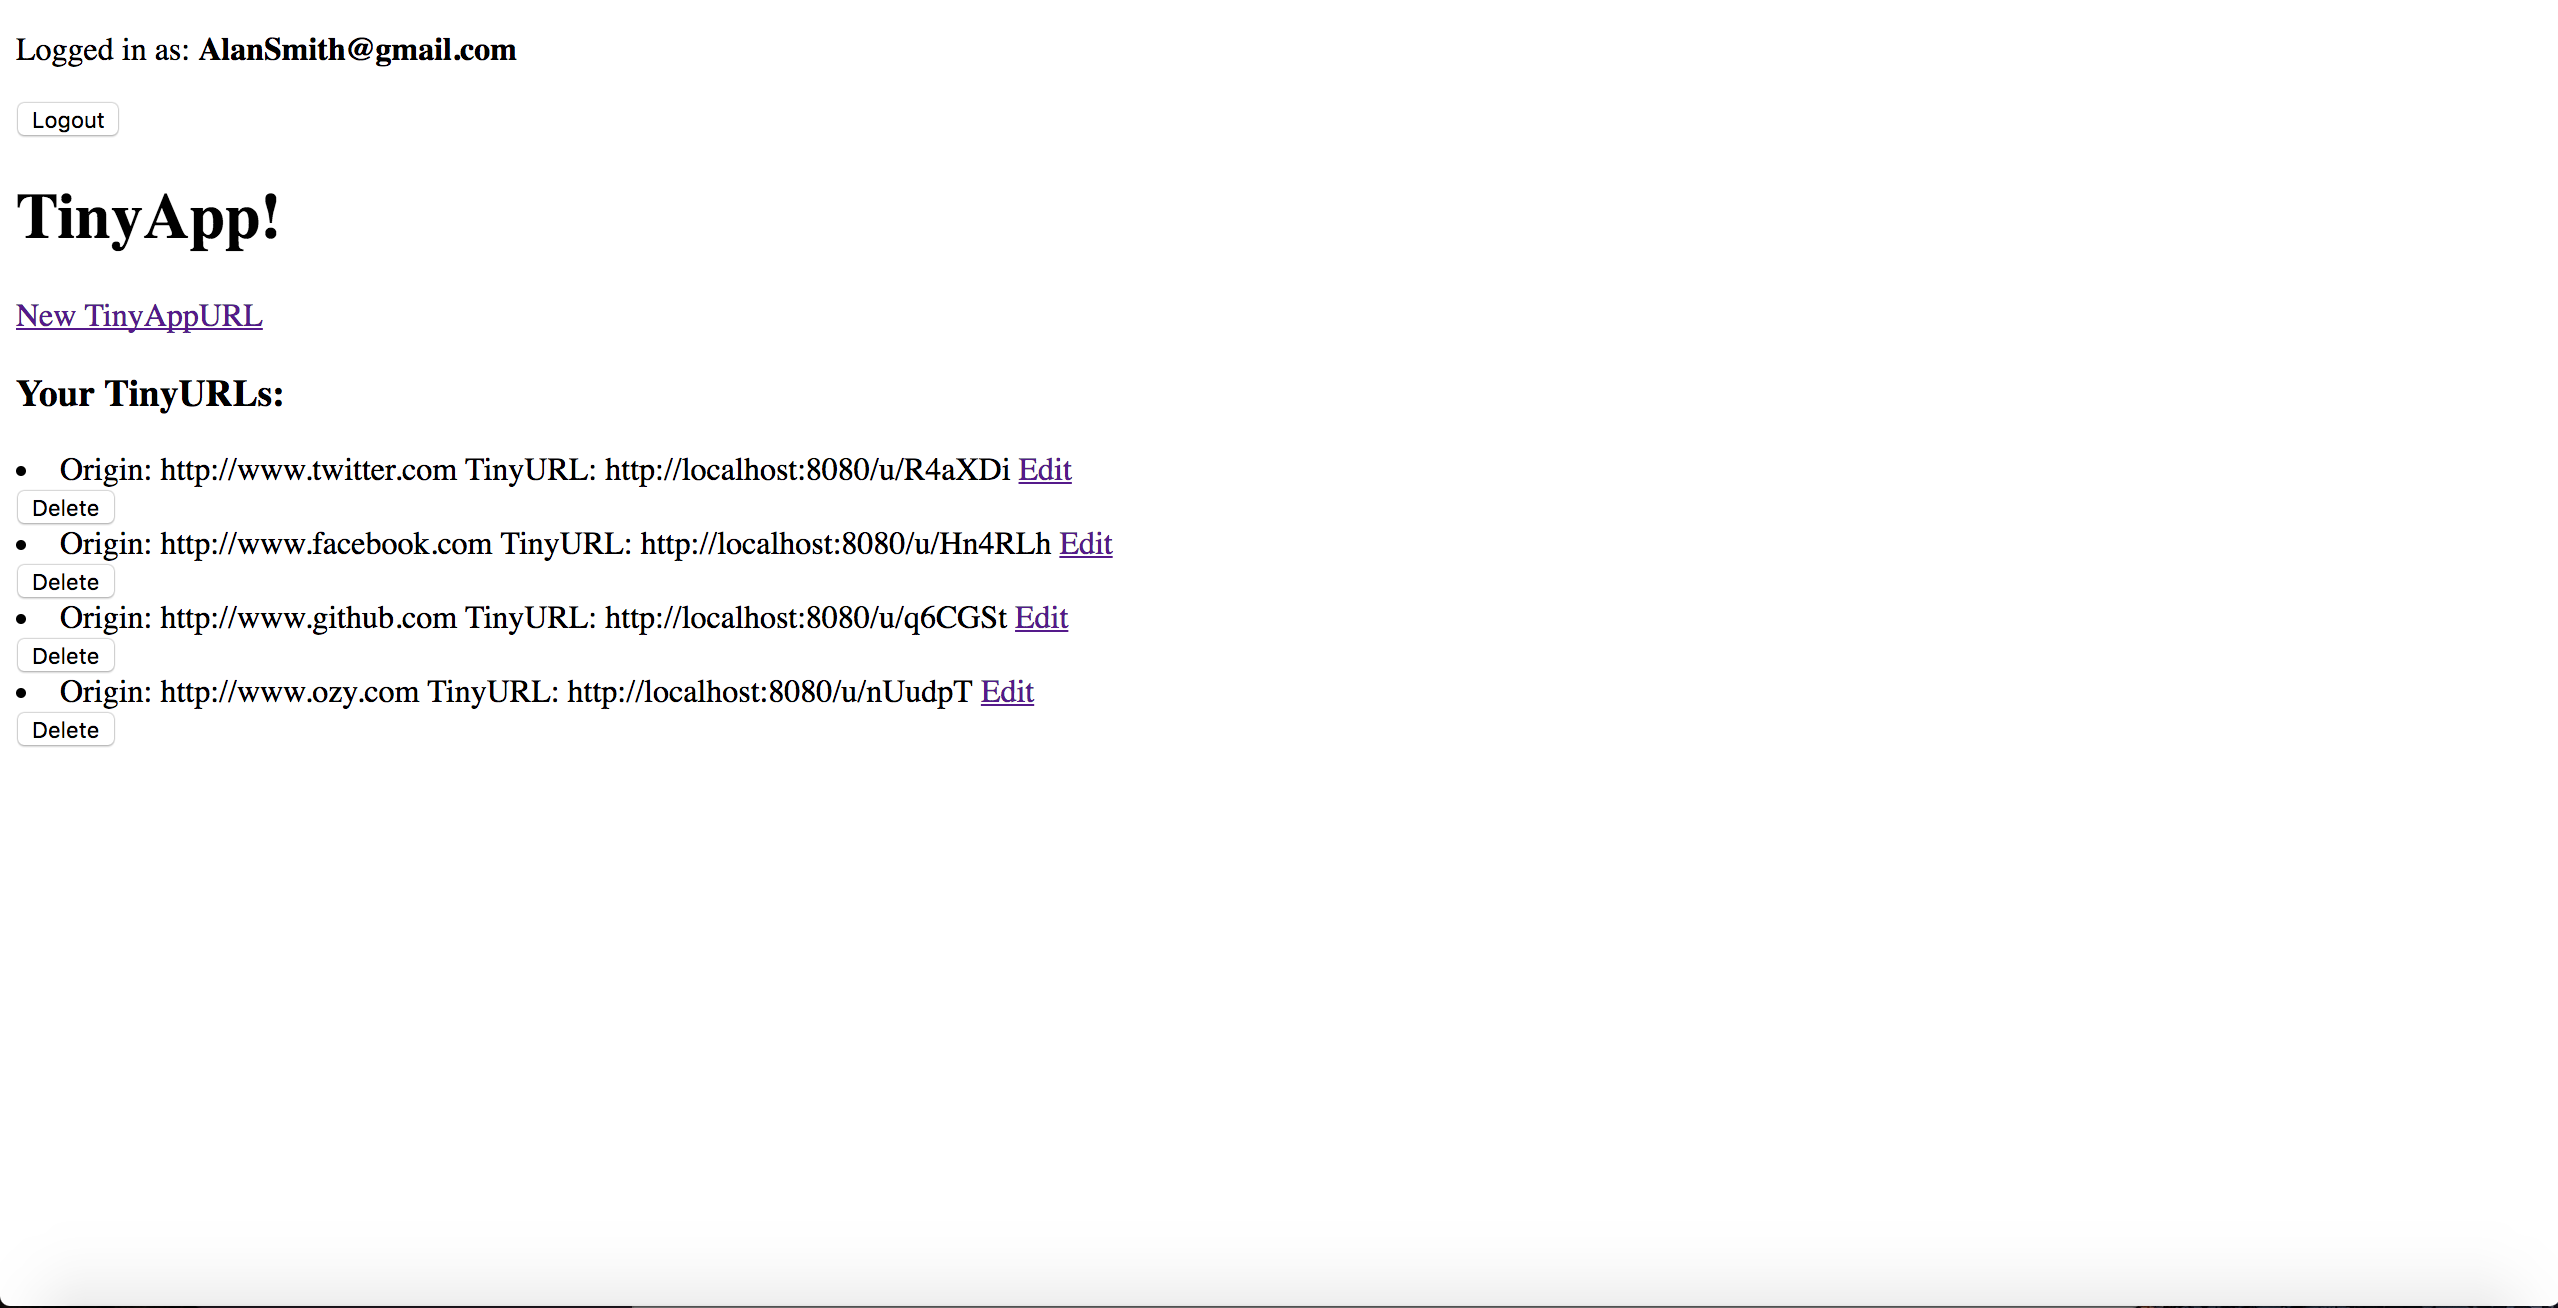 Logged in as: AlanSmith@gmail.com
Logout
TinyApp!
New TinyAppURL
Your TinyURLs:
Origin: http://www.twitter.com TinyURL: http://localhost:8080/u/R4aXDi Edit
Delete
Origin: http://www.facebook.com TinyURL: http://localhost:8080/u/Hn4RLh Edit
Delete
Origin: http://www.github.com TinyURL: http://localhost:8080/u/q6CGSt Edit
Delete
Origin: http://www.ozy.com TinyURL: http://localhost:8080/u/nUudpT Edit
Delete